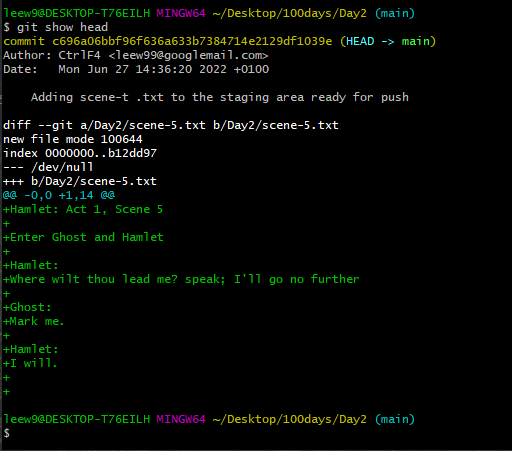 leew9@DESKTOP-T76EILH MINGW64 ~/Desktop/100days/Day2 (main)
$ git show head
commit c696a06bbf96f636a633b7384714e2129df1039e (HEAD -> main)
Author: CtrlF4 <leew99@googlemail.com>
Date:   Mon Jun 27 14:36:20 2022 +0100

    Adding scene-t .txt to the staging area ready for push

diff --git a/Day2/scene-5.txt b/Day2/scene-5.txt
new file mode 100644
index 0000000..b12dd97
--- /dev/null
+++ b/Day2/scene-5.txt
@@ -0,0 +1,14 @@
+Hamlet: Act 1, Scene 5
+
+Enter Ghost and Hamlet
+
+Hamlet:
+Where wilt thou lead me? speak; I'll go no further
+
+Ghost:
+Mark me.
+
+Hamlet:
+I will.
+
+

leew9@DESKTOP-T76EILH MINGW64 ~/Desktop/100days/Day2 (main)
$